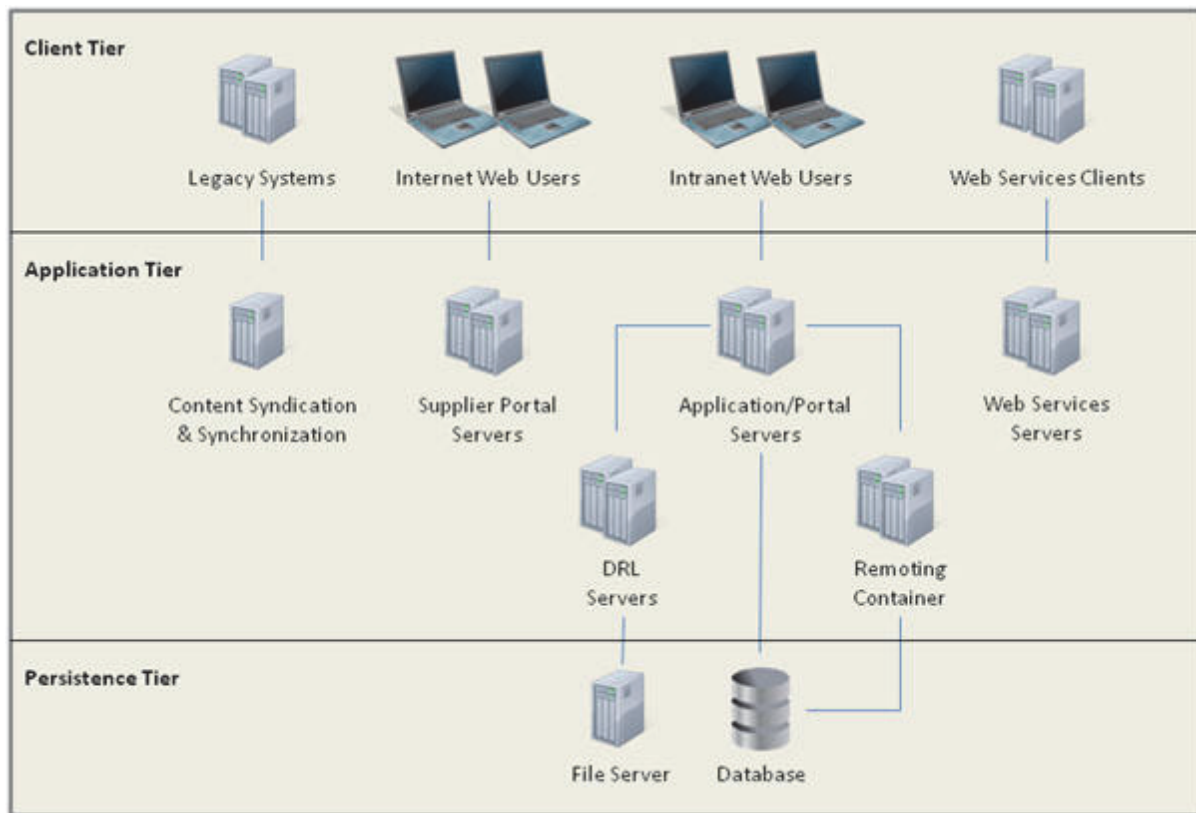 Client Tier
Legacy Systems
Internet Web Users
Intranet Web Users
Web Services Clients
Application Tier
Content Syndication
& Synchronization
Supplier Portal
Servers
Application/Portal
Servers
Web Services
Servers
DRL
Servers
Remoting
Container
Persistence Tier
File Server
Database